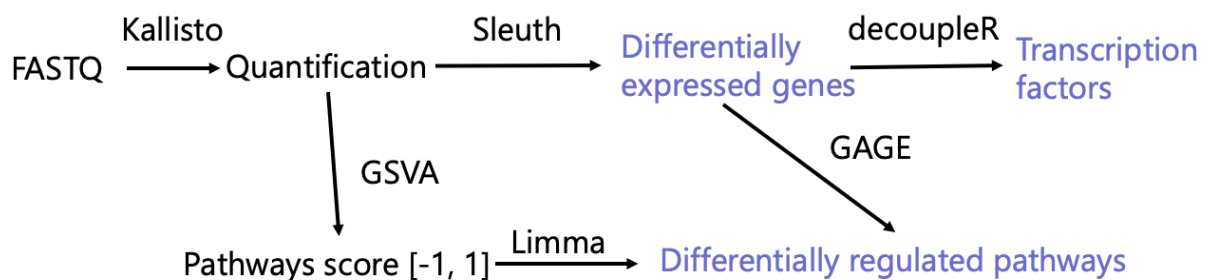 Kallisto
Sleuth
decoupleR
FASTQ
Quantification
Differentially
expressed genes
Transcription
factors
GSVA
GAGE
Limma
Pathways score [-1, 1]
Differentially regulated pathways